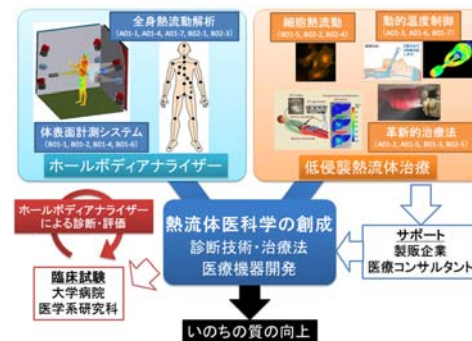 全身熱流動解析
(A01-1, A01-4, A01-7, B02-1, B02-3)
体表面計測システム
(B01-1, B01-2, B01-4, B01-6)
ホールボディアナライザー
細胞熱流動
(B01-5, B02-2, B02-4)
動的温度制御
(A01-3, A01-6, B01-7)
革新的治療法
(A01-2, A01-5, B01-3, B02-5)
低侵襲熱流体治療
ホールボディアナライザー
による診断・評価
臨床試験
大学病院
医学系研究科
熱流体医科学の創成
診断技術・治療法
医療機器開発
サポート
製販企業
医療コンサルタント
いのちの質の向上